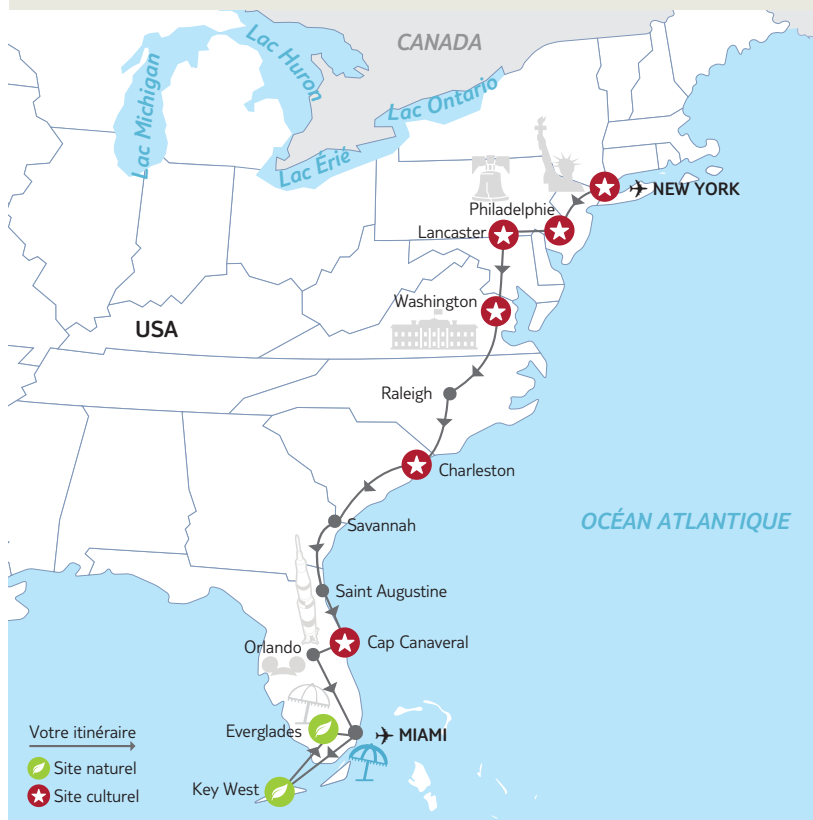 CANADA
Lac Huron
Lac Michigan
Lac Ontario
Lac Érié
NEW YORK
Philadelphie
Lancaster
Washington
USA
Raleigh
Charleston
OCÉAN ATLANTIQUE
Savannah
Saint Augustine
Cap Canaveral
Orlando
Everglades
MIAMI
Key West
Votre itinéraire
Site naturel
Site culturel